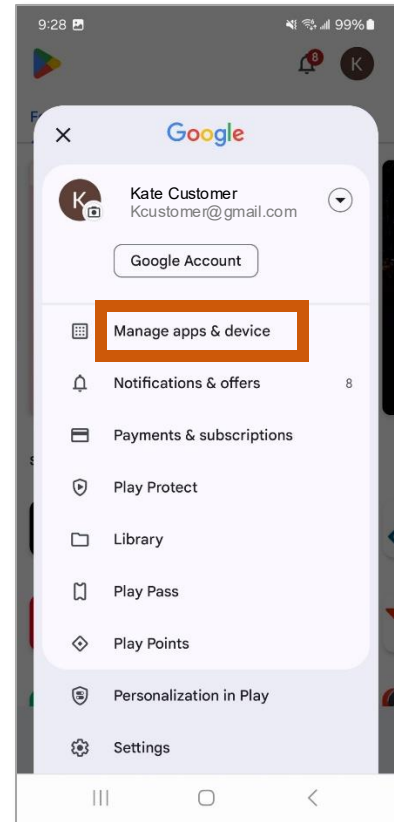 9:28 99%
8 K
Google
K Kate Customer
Kcustomer@gmail.com
Google Account
Manage apps & device
Notifications & offers 8
Payments & subscriptions
Play Protect
Library
Play Pass
Play Points
Personalization in Play
Settings